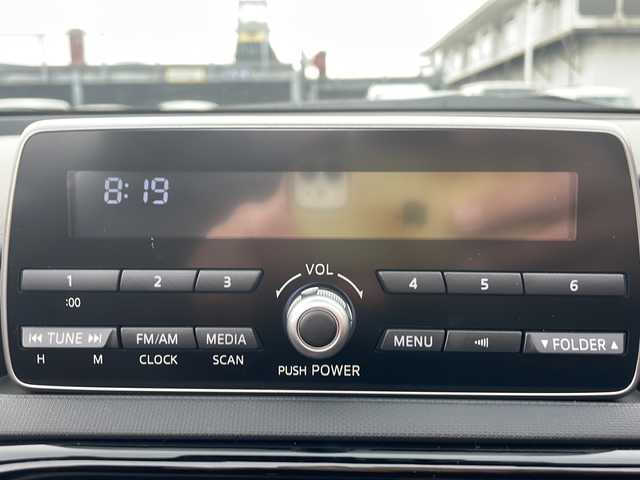 8:19
VOL
1 2 3 4 5 6
:00
TUNE FM/AM MEDIA MENU ▼ FOLDER ▲
H M CLOCK SCAN
PUSH POWER